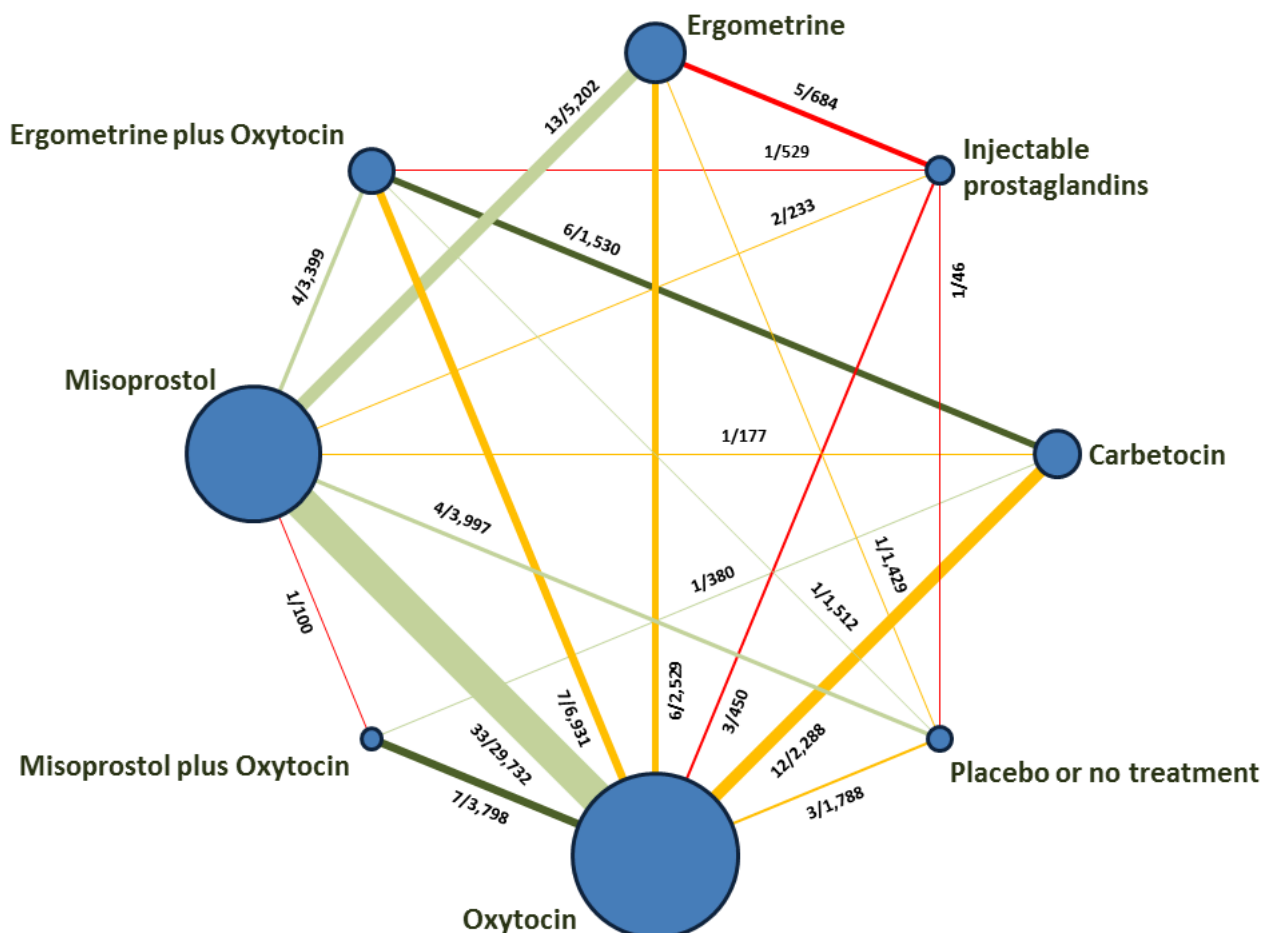 Ergometrine
13/5,202
5/684
Ergometrine plus Oxytocin
1/529
Injectable
prostaglandins
2/233
6/1,530
4/3,399
1/46
Misoprostol
1/177
Carbetocin
4/3,997
1/1,429
1/380
1/1,512
1/100
7/6,931
6/2,529
3/450
33/29,732
12/2,288
Misoprostol plus Oxytocin
Placebo or no treatment
7/3,798
3/1,788
Oxytocin